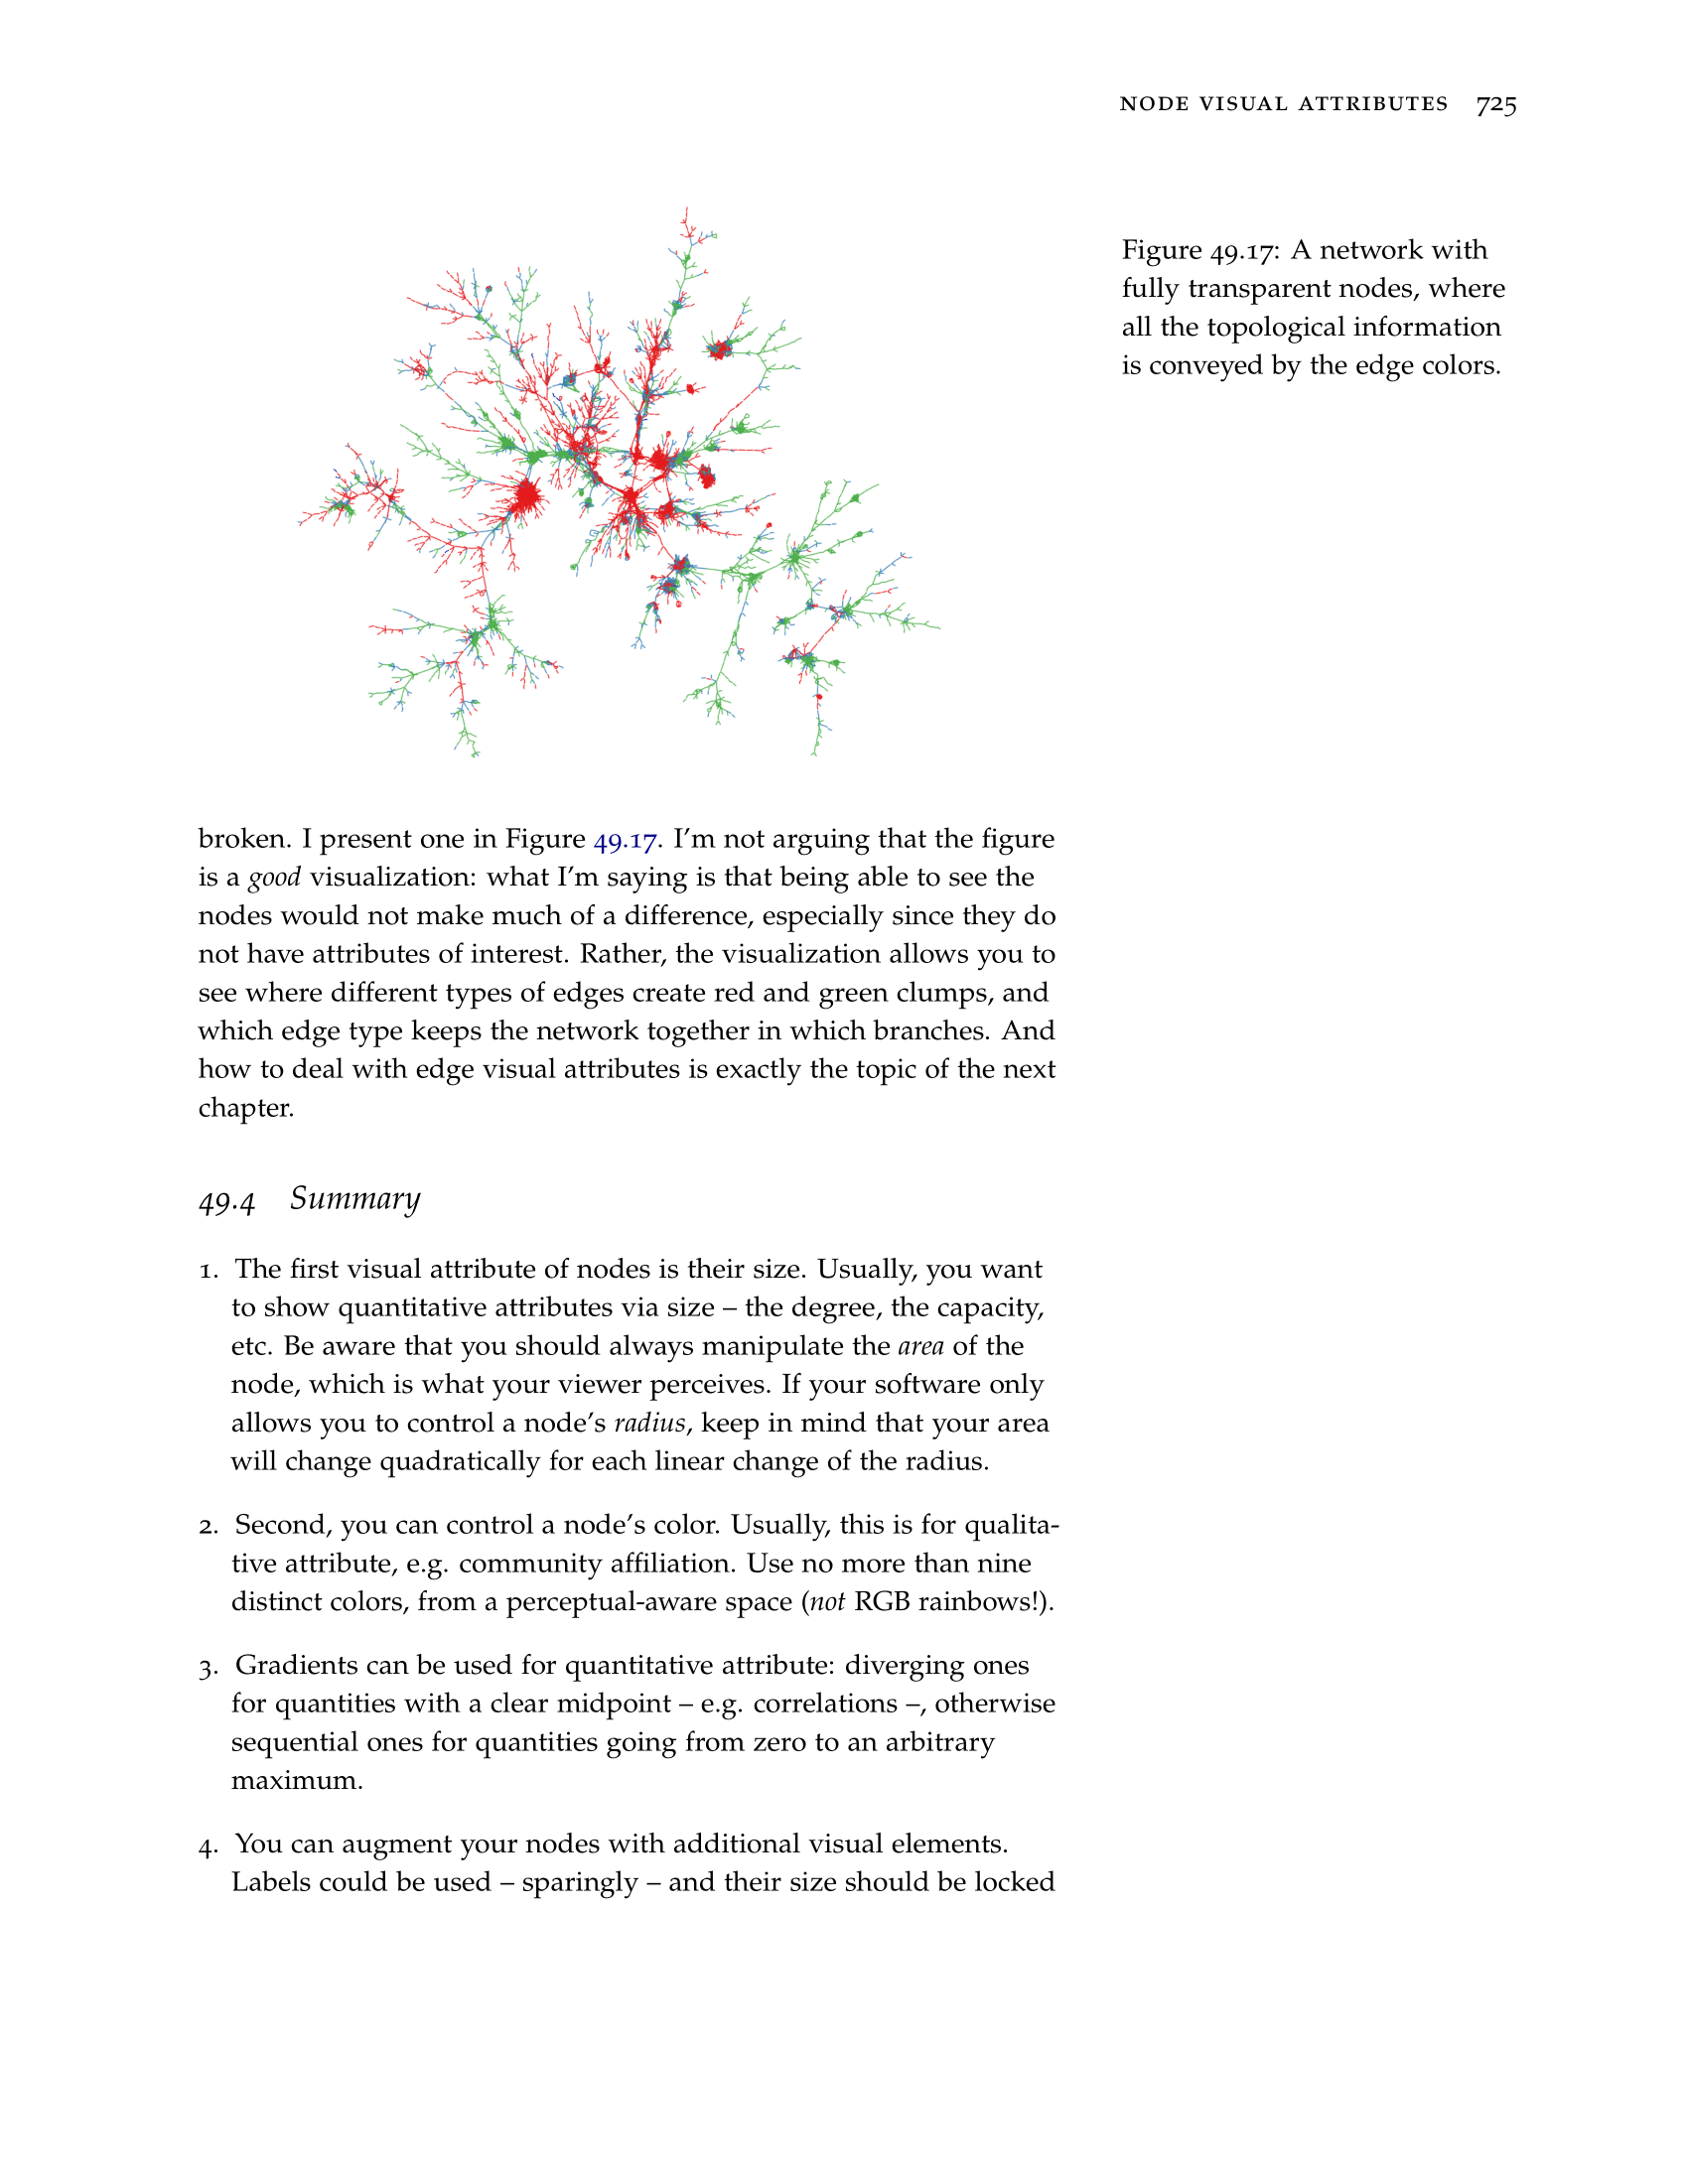 NODE VISUAL ATTRIBUTES 725
Figure 49.17: A network with
fully transparent nodes, where
all the topological information
is conveyed by the edge colors.
broken. I present one in Figure 49.17. I’m not arguing that the figure
is a good visualization: what I’m saying is that being able to see the
nodes would not make much of a difference, especially since they do
not have attributes of interest. Rather, the visualization allows you to
see where different types of edges create red and green clumps, and
which edge type keeps the network together in which branches. And
how to deal with edge visual attributes is exactly the topic of the next
chapter.
49.4 Summary
1. The first visual attribute of nodes is their size. Usually, you want
to show quantitative attributes via size – the degree, the capacity,
etc. Be aware that you should always manipulate the area of the
node, which is what your viewer perceives. If your software only
allows you to control a node’s radius, keep in mind that your area
will change quadratically for each linear change of the radius.
2. Second, you can control a node’s color. Usually, this is for qualita-
tive attribute, e.g. community affiliation. Use no more than nine
distinct colors, from a perceptual-aware space (not RGB rainbows!).
3. Gradients can be used for quantitative attribute: diverging ones
for quantities with a clear midpoint – e.g. correlations –, otherwise
sequential ones for quantities going from zero to an arbitrary
maximum.
4. You can augment your nodes with additional visual elements.
Labels could be used – sparingly – and their size should be locked